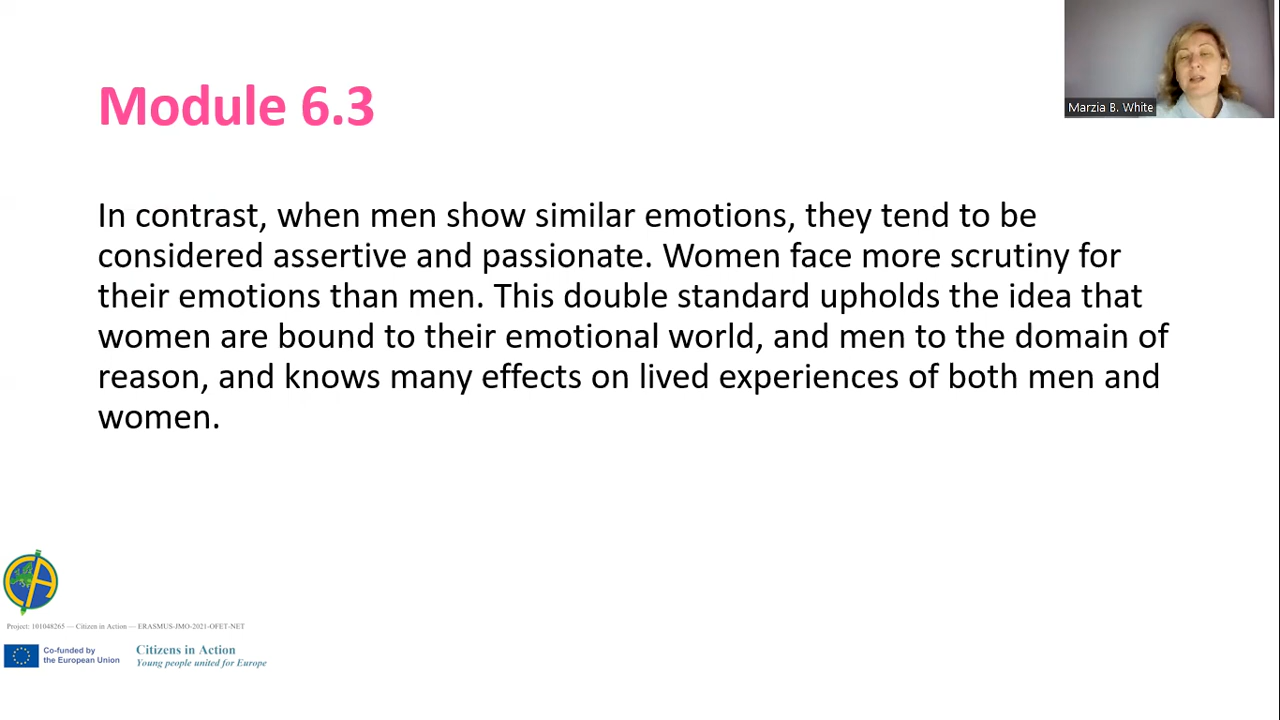 Module 6.3
Marzia B. White
In contrast, when men show similar emotions, they tend to be
considered assertive and passionate. Women face more scrutiny for
their emotions than men. This double standard upholds the idea that
women are bound to their emotional world, and men to the domain of
reason, and knows many effects on lived experiences of both men and
women.
Project: 101048265 — Citizen in Action — ERASMUS-JMO-2021-OFET-NET
Co-funded by
the European Union
Citizens in Action
Young people united for Europe